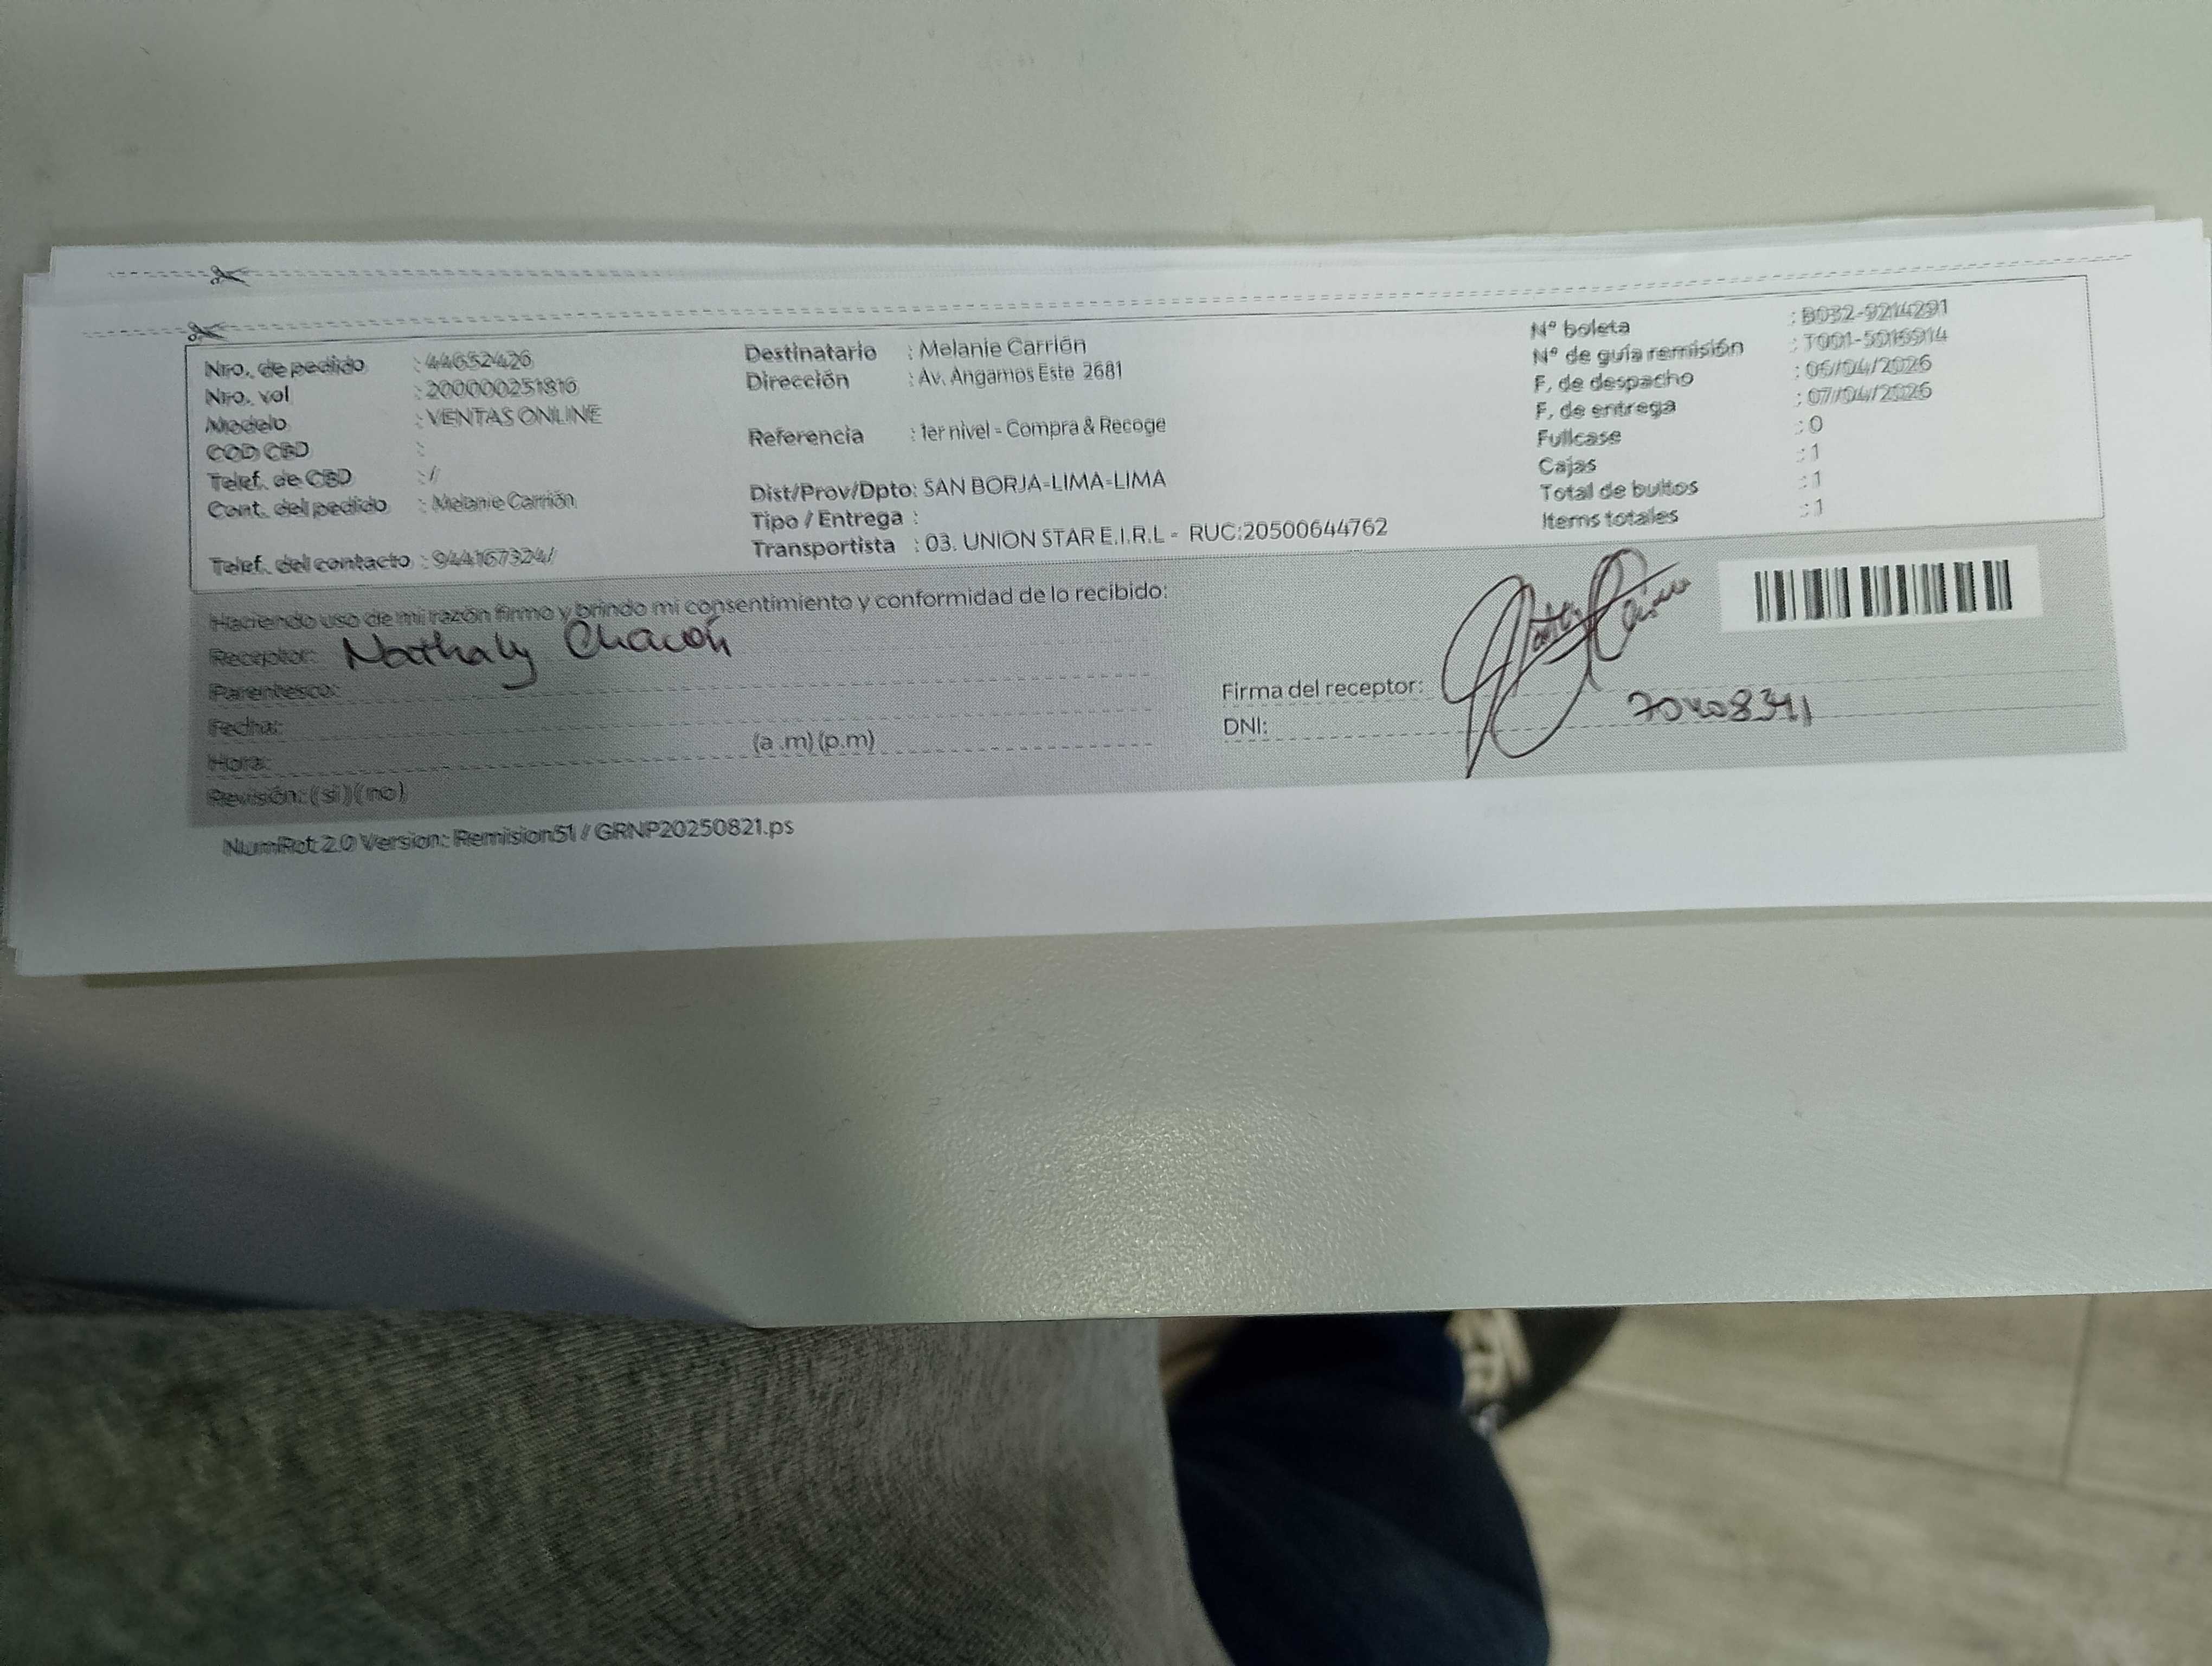 Nro. de pedido : 44652426
Nro. vol : 200000251816
Modelo : VENTAS ONLINE
COD CBD :
Telef. de CBD : /
Cont. del pedido : Melanie Carrión
Telef. del contacto : 944167324/
Destinatario : Melanie Carrión
Dirección : Av. Angamos Este 2681
Referencia : 1er nivel - Compra & Recoge
Dist/Prov/Dpto: SAN BORJA-LIMA-LIMA
Tipo / Entrega :
Transportista : 03. UNION STAR E.I.R.L - RUC:20500644762
Nº boleta : B032-9214291
Nº de guía remisión : T001-5016914
F. de despacho : 06/04/2026
F. de entrega : 07/04/2026
Fullcase : 0
Cajas : 1
Total de bultos : 1
Items totales : 1
Haciendo uso de mi razón firmo y brindo mi consentimiento y conformidad de lo recibido:
Receptor: Nathaly Chacón
Parentesco:
Fecha:
Hora: (a .m) (p.m)
Revisión: ( si ) ( no )
Firma del receptor:
DNI:
NumRot 2.0 Version: Remision51 / GRNP20250821.ps